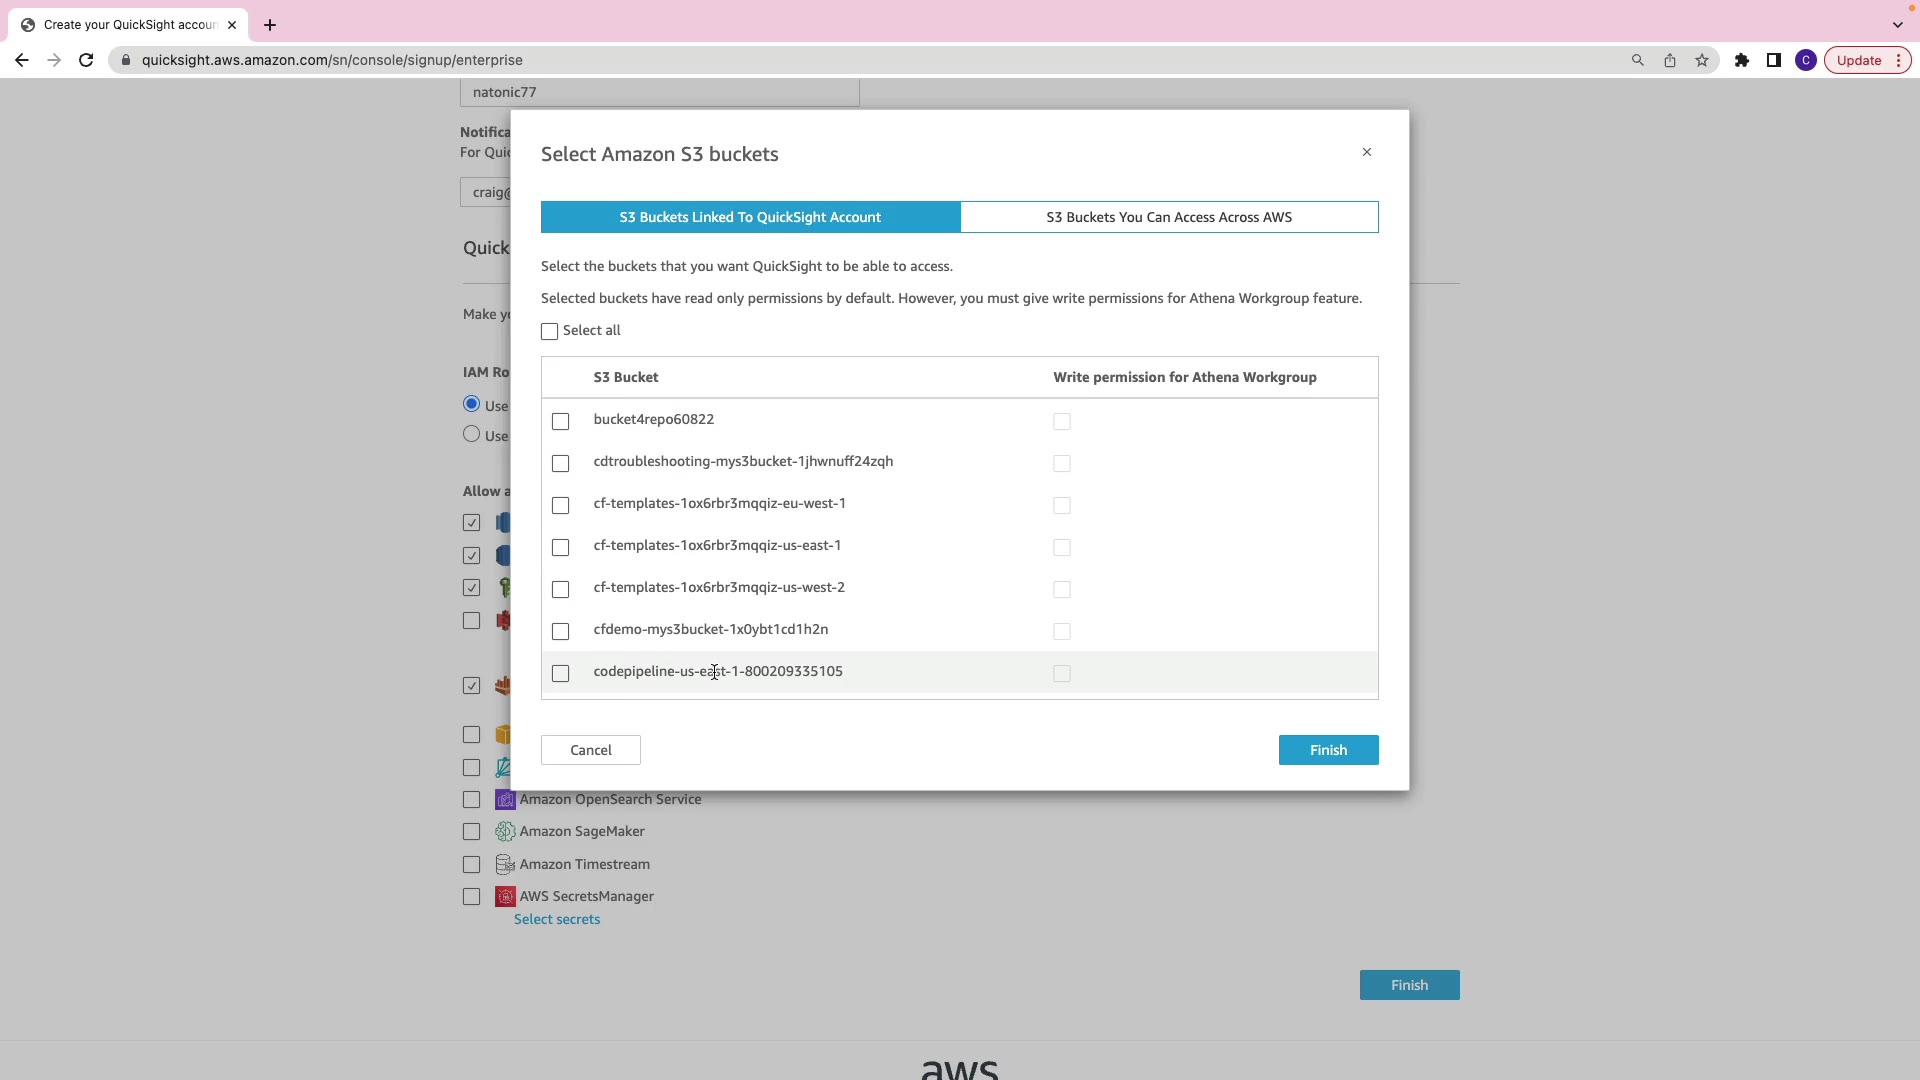 Create your QuickSight accoun
quicksight.aws.amazon.com/sn/console/signup/enterprise
C
Update
natonic77
Notifica
For Quic
craig@
Quick
Make yo
IAM Ro
Use
Use
Allow a
Select Amazon S3 buckets
S3 Buckets Linked To QuickSight Account
S3 Buckets You Can Access Across AWS
Select the buckets that you want QuickSight to be able to access.
Selected buckets have read only permissions by default. However, you must give write permissions for Athena Workgroup feature.
Select all
S3 Bucket
Write permission for Athena Workgroup
bucket4repo60822
cdtroubleshooting-mys3bucket-1jhwnuff24zqh
cf-templates-1ox6rbr3mqqiz-eu-west-1
cf-templates-1ox6rbr3mqqiz-us-east-1
cf-templates-1ox6rbr3mqqiz-us-west-2
cfdemo-mys3bucket-1x0ybt1cd1h2n
codepipeline-us-east-1-800209335105
Cancel
Finish
Amazon OpenSearch Service
Amazon SageMaker
Amazon Timestream
AWS SecretsManager
Select secrets
Finish
aws